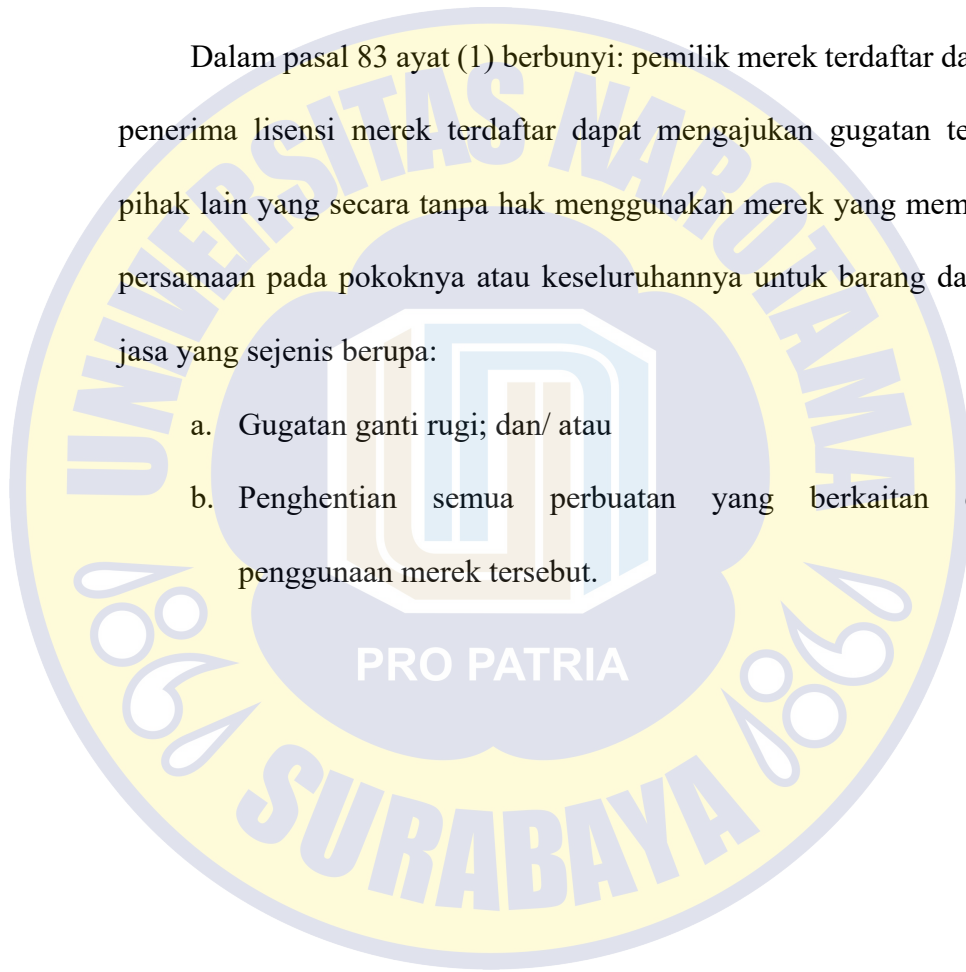 Dalam pasal 83 ayat (1) berbunyi: pemilik merek terdaftar da
penerima lisensi merek terdaftar dapat mengajukan gugatan te
pihak lain yang secara tanpa hak menggunakan merek yang mem
persamaan pada pokoknya atau keseluruhannya untuk barang da
jasa yang sejenis berupa:
a. Gugatan ganti rugi; dan/ atau
b. Penghentian semua perbuatan yang berkaitan
penggunaan merek tersebut.
UNIVERSITAS NAROTAMA
PRO PATRIA
SURABAYA